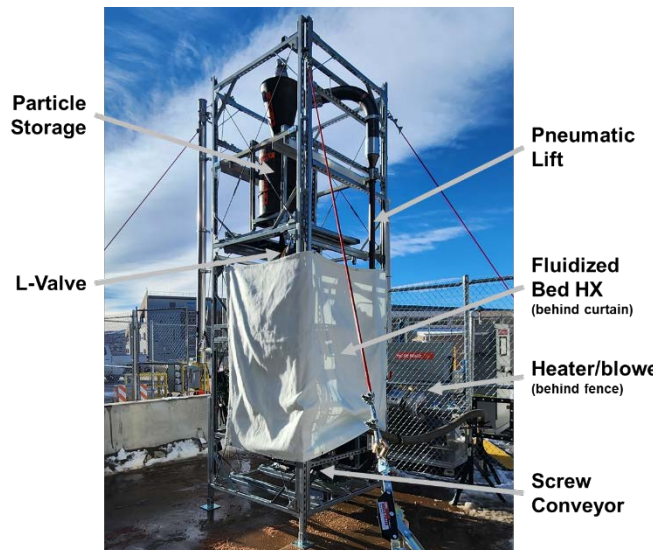 Particle
Storage
Pneumatic
Lift
L-Valve
Fluidized
Bed HX
(behind curtain)
Heater/blowe
(behind fence)
Screw
Conveyor